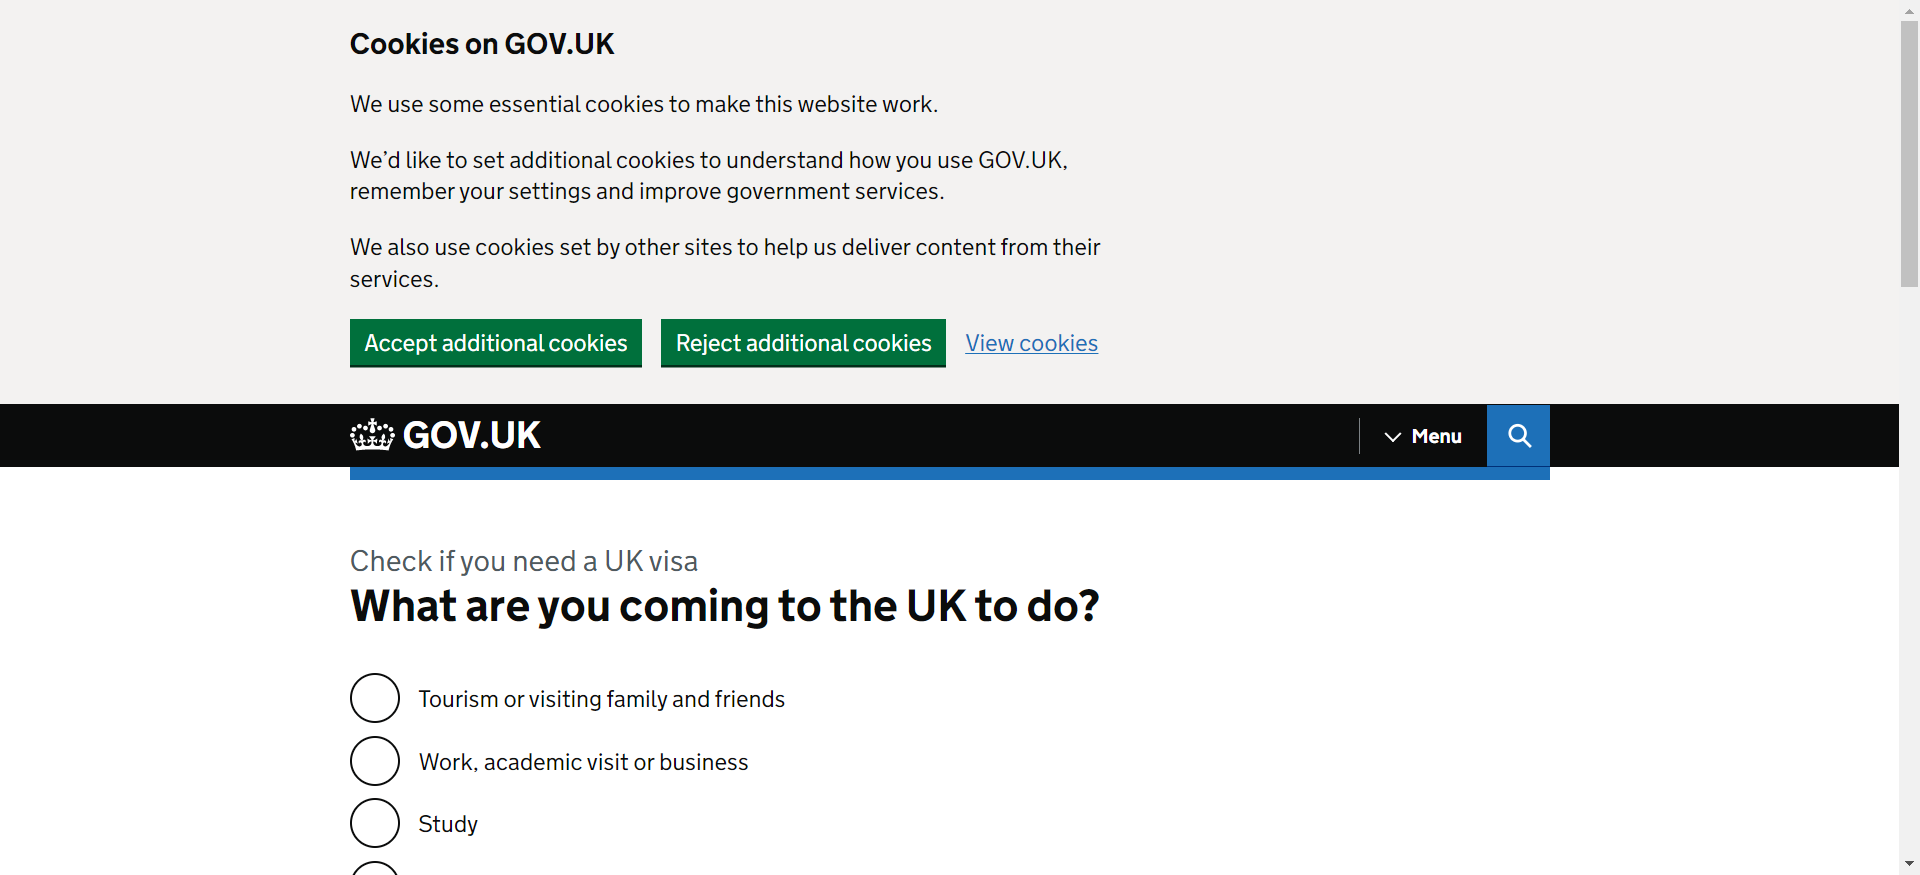 Cookies on GOV.UK
We use some essential cookies to make this website work.
We’d like to set additional cookies to understand how you use GOV.UK,
remember your settings and improve government services.
We also use cookies set by other sites to help us deliver content from their
services.
Accept additional cookies Reject additional cookies View cookies
GOV.UK Menu
Check if you need a UK visa
What are you coming to the UK to do?
Tourism or visiting family and friends
Work, academic visit or business
Study